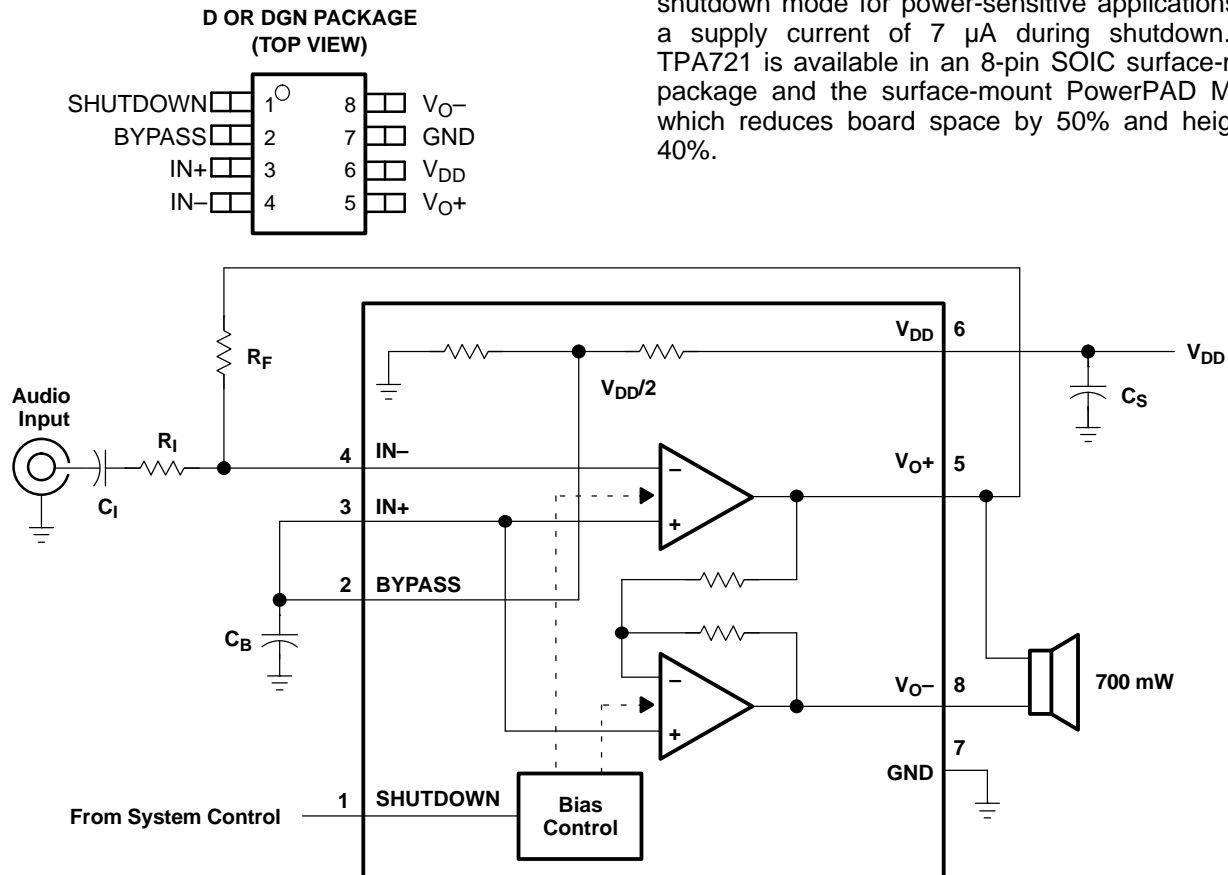 D OR DGN PACKAGE
(TOP VIEW)
SHUTDOWN 1 8 VO–
BYPASS 2 7 GND
IN+ 3 6 VDD
IN– 4 5 VO+
shutdown mode for power-sensitive applications
a supply current of 7 µA during shutdown.
TPA721 is available in an 8-pin SOIC surface-
package and the surface-mount PowerPAD
which reduces board space by 50% and
40%.
VDD 6
VDD
RF
VDD/2
CS
Audio
Input
RI
CI
4 IN–
VO+ 5
–
+
3 IN+
2 BYPASS
CB
–
+
VO– 8
700 mW
7
GND
From System Control
1 SHUTDOWN
Bias
Control